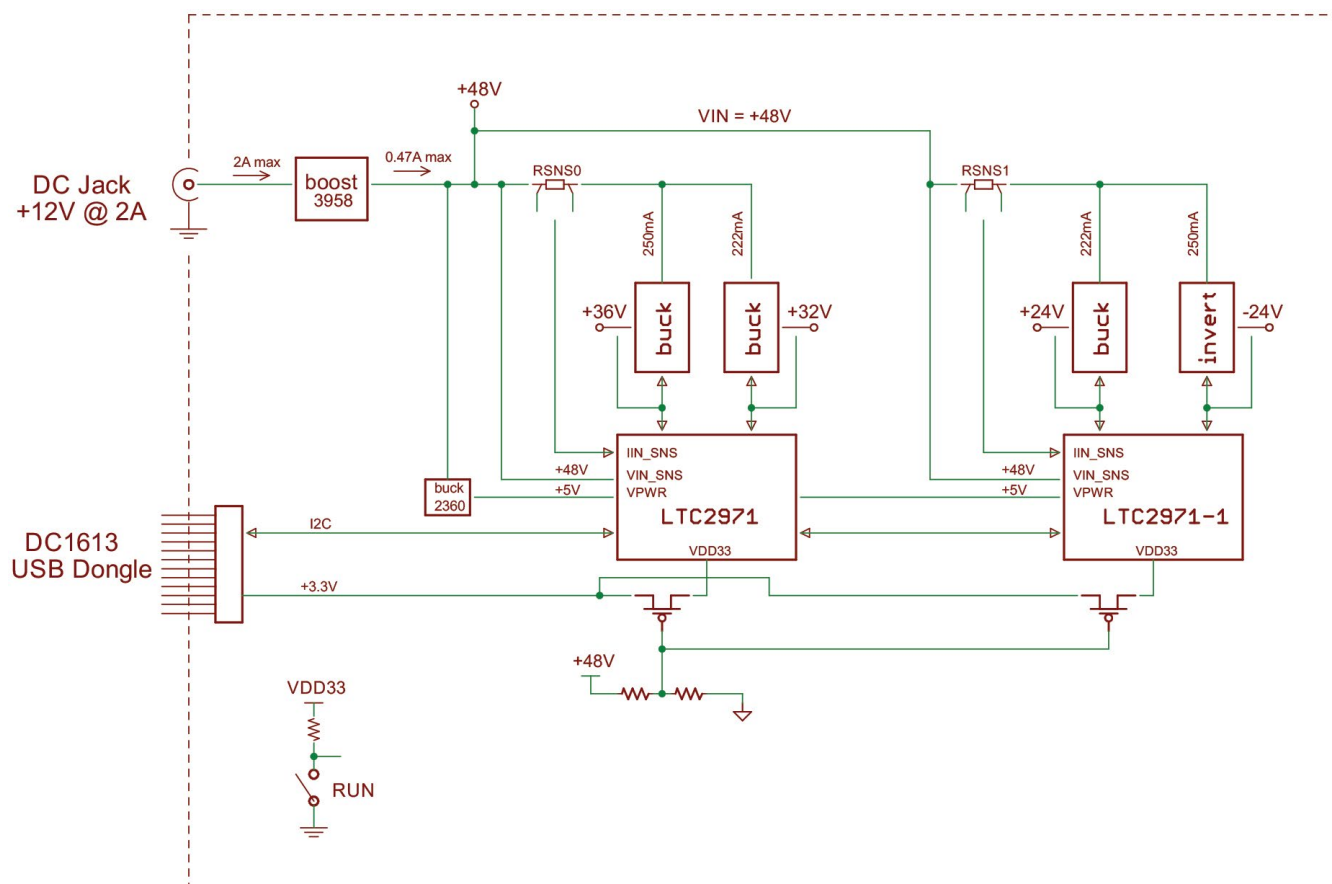 +48V
VIN = +48V
2A max
0.47A max
RSNS0
RSNS1
DC Jack
+12V @ 2A
boost
3958
250mA
222mA
222mA
250mA
+36V
buck
buck
+32V
+24V
buck
invert
-24V
IIN_SNS
+48V
VIN_SNS
+5V
VPWR
LTC2971
VDD33
IIN_SNS
+48V
VIN_SNS
+5V
VPWR
LTC2971-1
VDD33
buck
2360
DC1613
USB Dongle
I2C
+3.3V
+48V
VDD33
RUN